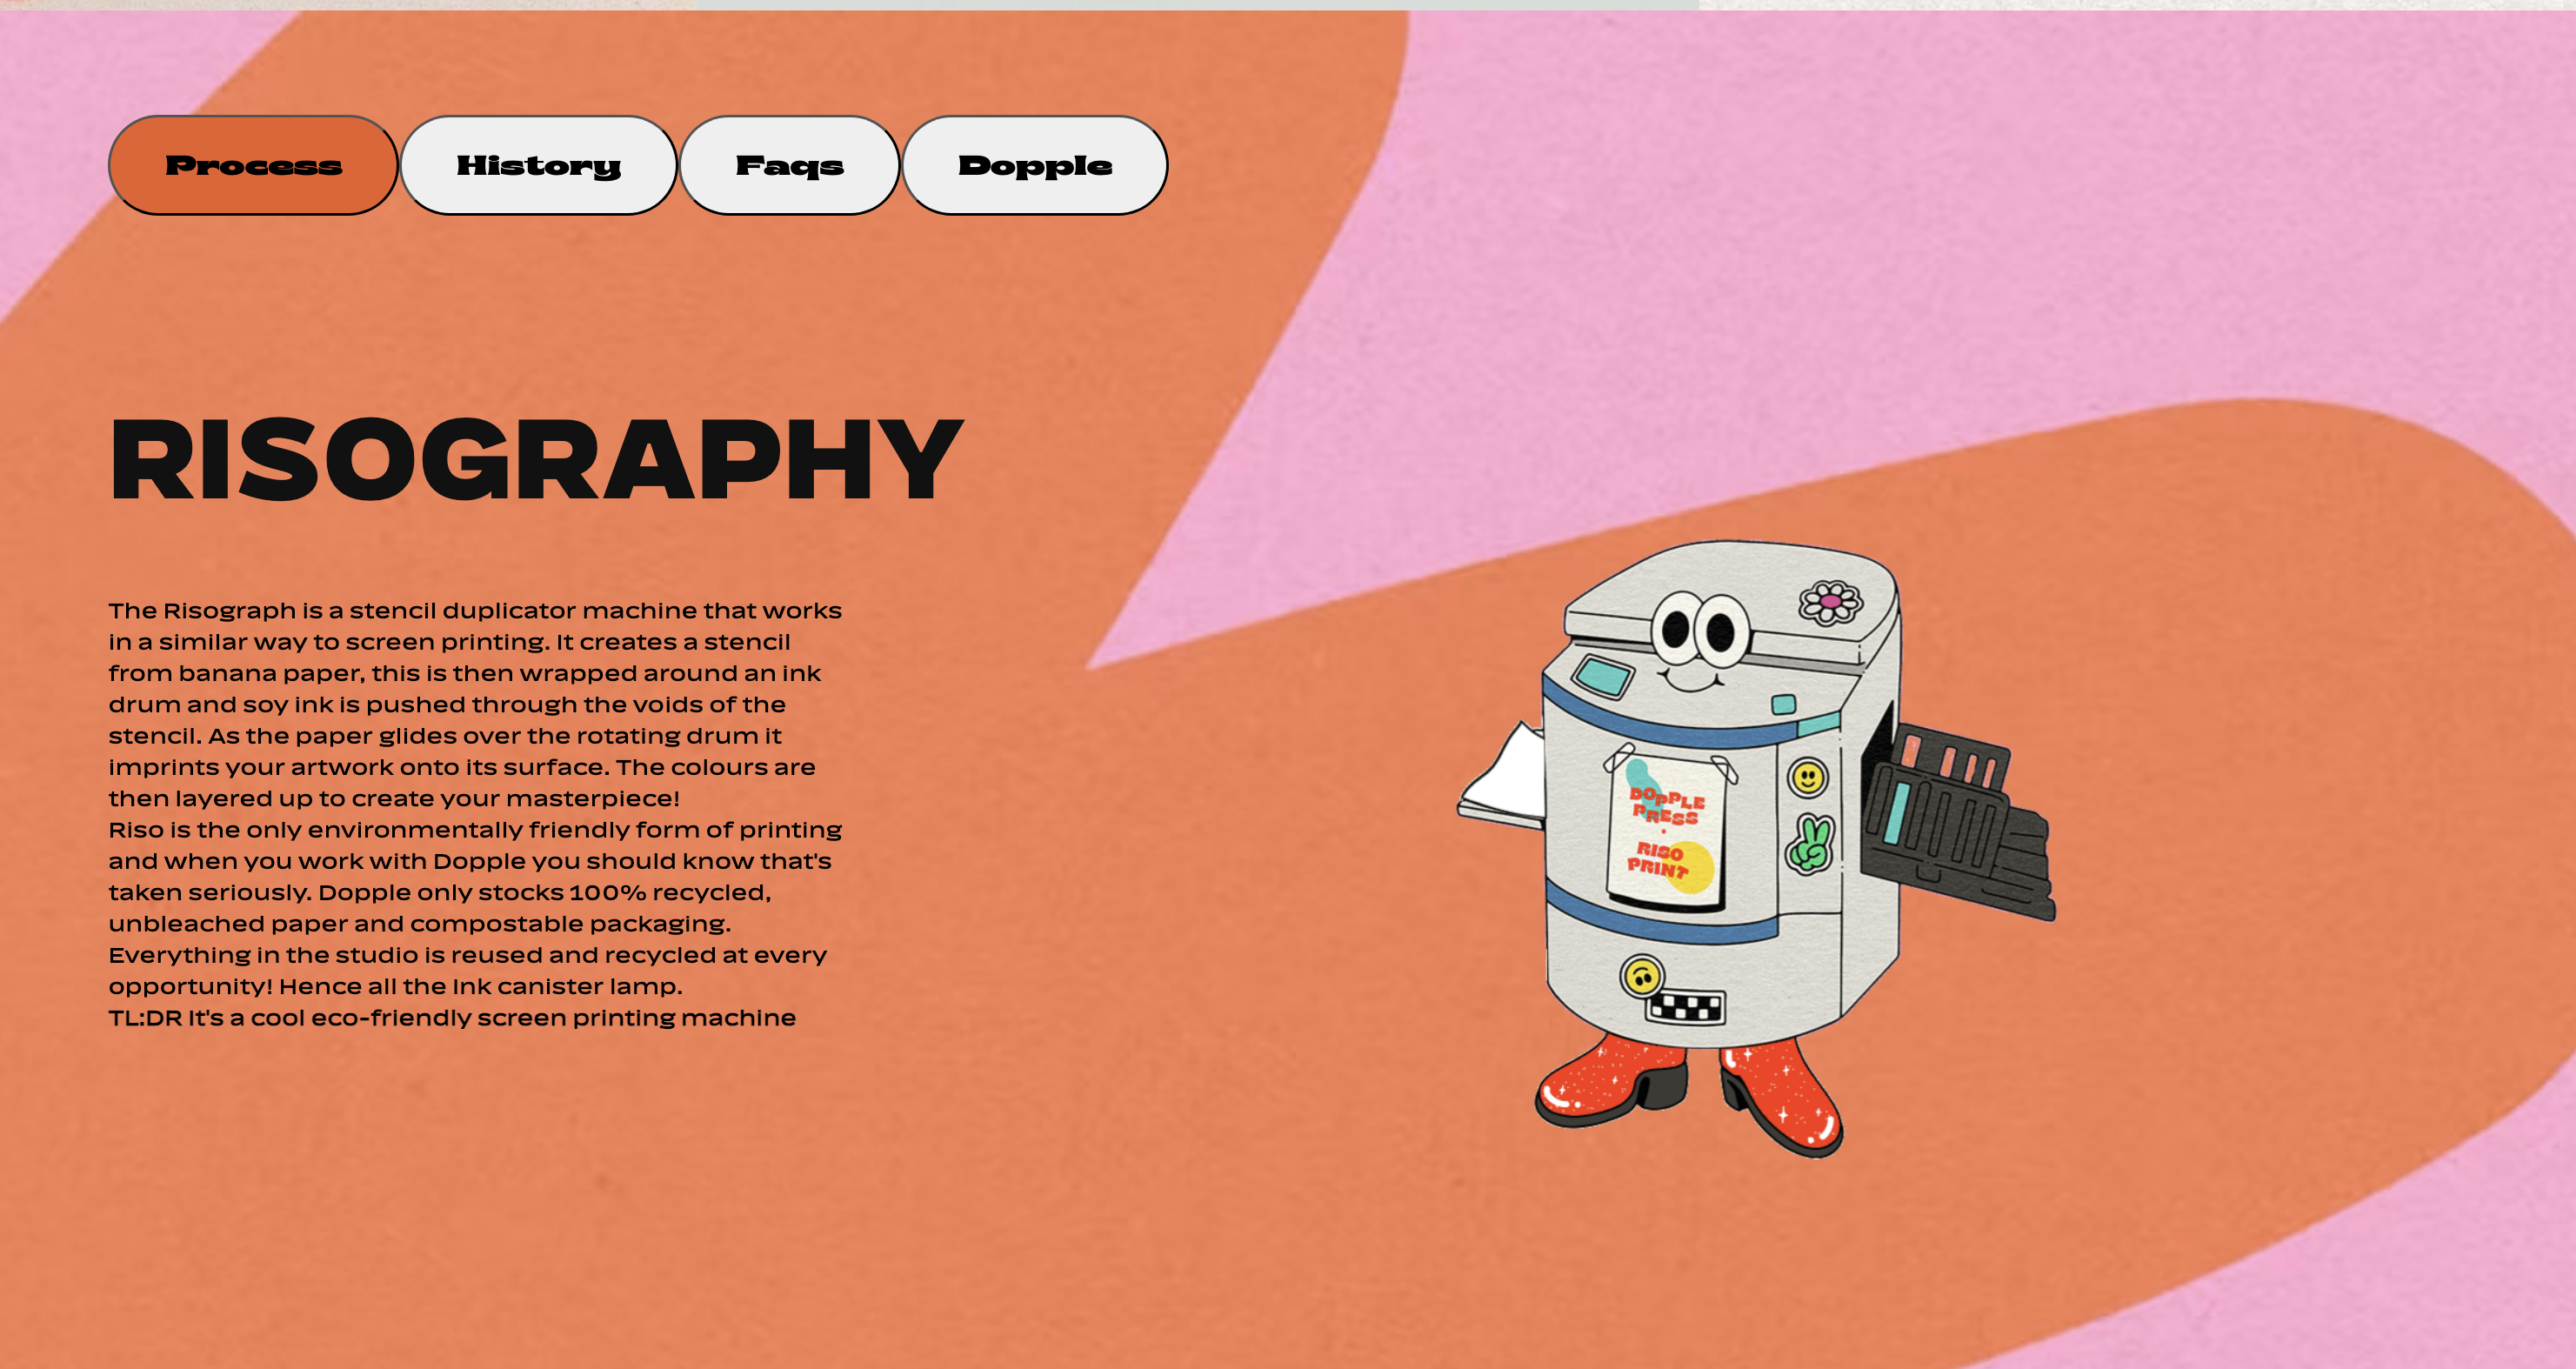 Process History Faqs Dopple
RISOGRAPHY
The Risograph is a stencil duplicator machine that works
in a similar way to screen printing. It creates a stencil
from banana paper, this is then wrapped around an ink
drum and soy ink is pushed through the voids of the
stencil. As the paper glides over the rotating drum it
imprints your artwork onto its surface. The colours are
then layered up to create your masterpiece!
Riso is the only environmentally friendly form of printing
and when you work with Dopple you should know that's
taken seriously. Dopple only stocks 100% recycled,
unbleached paper and compostable packaging.
Everything in the studio is reused and recycled at every
opportunity! Hence all the Ink canister lamp.
TL:DR It's a cool eco-friendly screen printing machine
DOPPLE
PRESS
RISO
PRINT